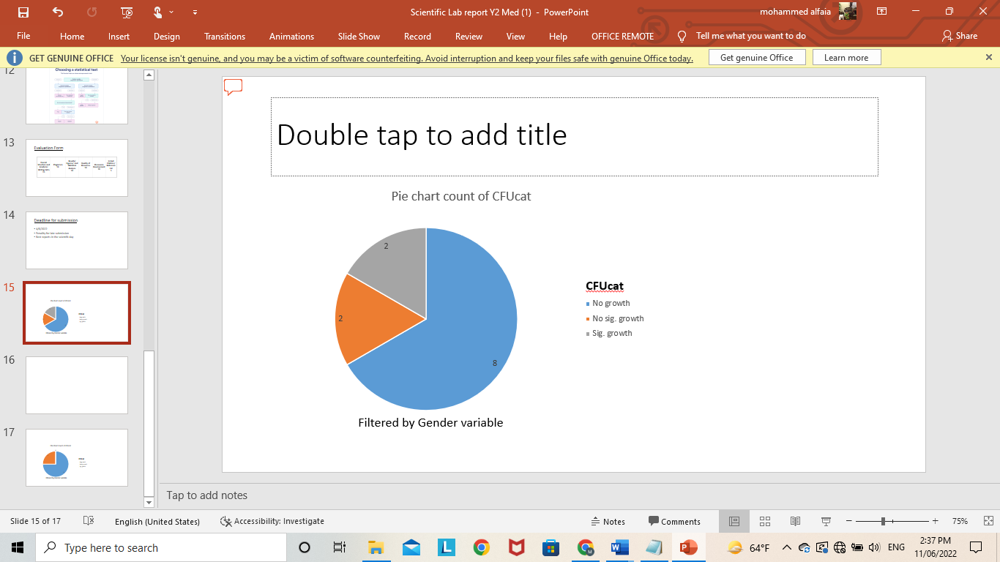 Scientific Lab report Y2 Med (1) - PowerPoint
mohammed alfaia
File Home Insert Design Transitions Animations Slide Show Record Review View Help OFFICE REMOTE Tell me what you want to do Share
GET GENUINE OFFICE Your license isn't genuine, and you may be a victim of software counterfeiting. Avoid interruption and keep your files safe with genuine Office today. Get genuine Office Learn more
12
Choosing a statistical test
13
Evaluation Form
14
Deadline for submission
15
16
17
Double tap to add title
Pie chart count of CFUcat
2
2
8
CFUcat
No growth
No sig. growth
Sig. growth
Filtered by Gender variable
Tap to add notes
Slide 15 of 17 English (United States) Accessibility: Investigate Notes Comments 75%
Type here to search
64°F
ENG
2:37 PM
11/06/2022